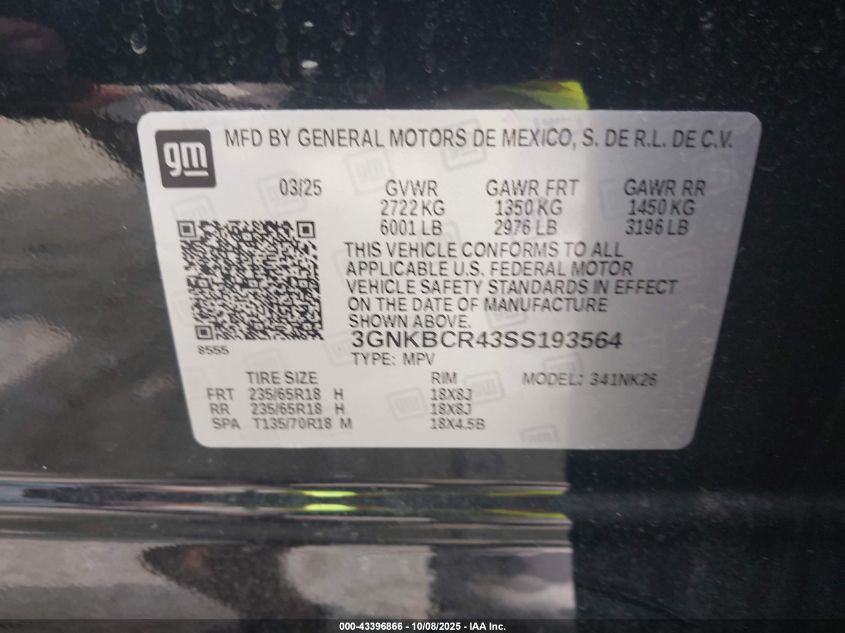 gm
MFD BY GENERAL MOTORS DE MEXICO, S. DE R.L. DE C.V.
03/25 GVWR GAWR FRT GAWR RR
2722 KG 1350 KG 1450 KG
6001 LB 2976 LB 3196 LB
THIS VEHICLE CONFORMS TO ALL
APPLICABLE U.S. FEDERAL MOTOR
VEHICLE SAFETY STANDARDS IN EFFECT
ON THE DATE OF MANUFACTURE
SHOWN ABOVE.
3GNKBCR43SS193564
8555
TYPE: MPV
TIRE SIZE RIM MODEL: 341NK26
FRT 235/65R18 H 18X8J
RR 235/65R18 H 18X8J
SPA T135/70R18 M 18X4.5B
000-43396866 | 10/08/2025 - IAA Inc.